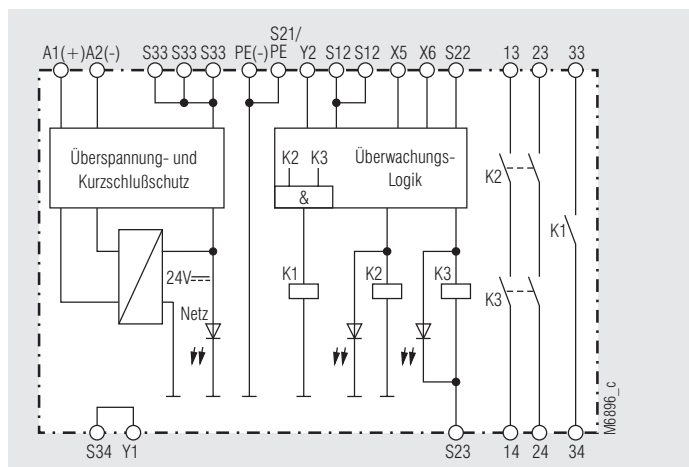 S21/
A1(+) A2(-) S33 S33 S33 PE(-) PE Y2 S12 S12 X5 X6 S22 13 23 33
Überspannung- und
Kurzschlußschutz
K2 K3
&
Überwachungs-
Logik
K2
K1
24V
Netz
K1 K2 K3
K3
M6896_c
S34 Y1 S23 14 24 34